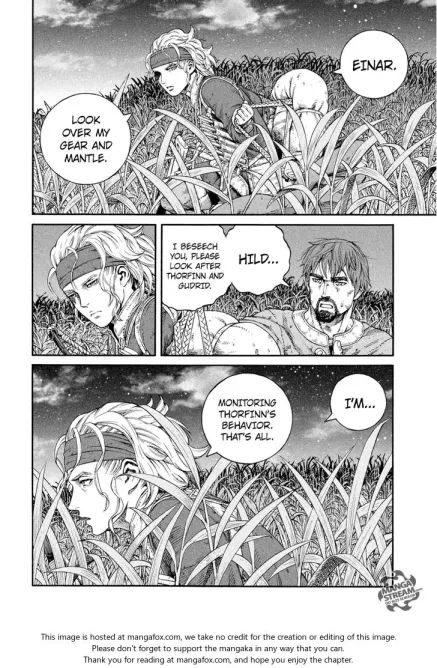 EINAR.
LOOK
OVER MY
GEAR AND
MANTLE.
HILD...
I BESEECH
YOU, PLEASE
LOOK AFTER
THORFINN AND
GUDRID.
I'M...
MONITORING
THORFINN'S
BEHAVIOR.
THAT'S ALL.
MANGA
STREAM
This image is hosted at mangafox.com, we take no credit for the creation or editing of this image.
Please don't forget to support the mangaka in any way that you can.
Thank you for reading at mangafox.com, and hope you enjoy the chapter.